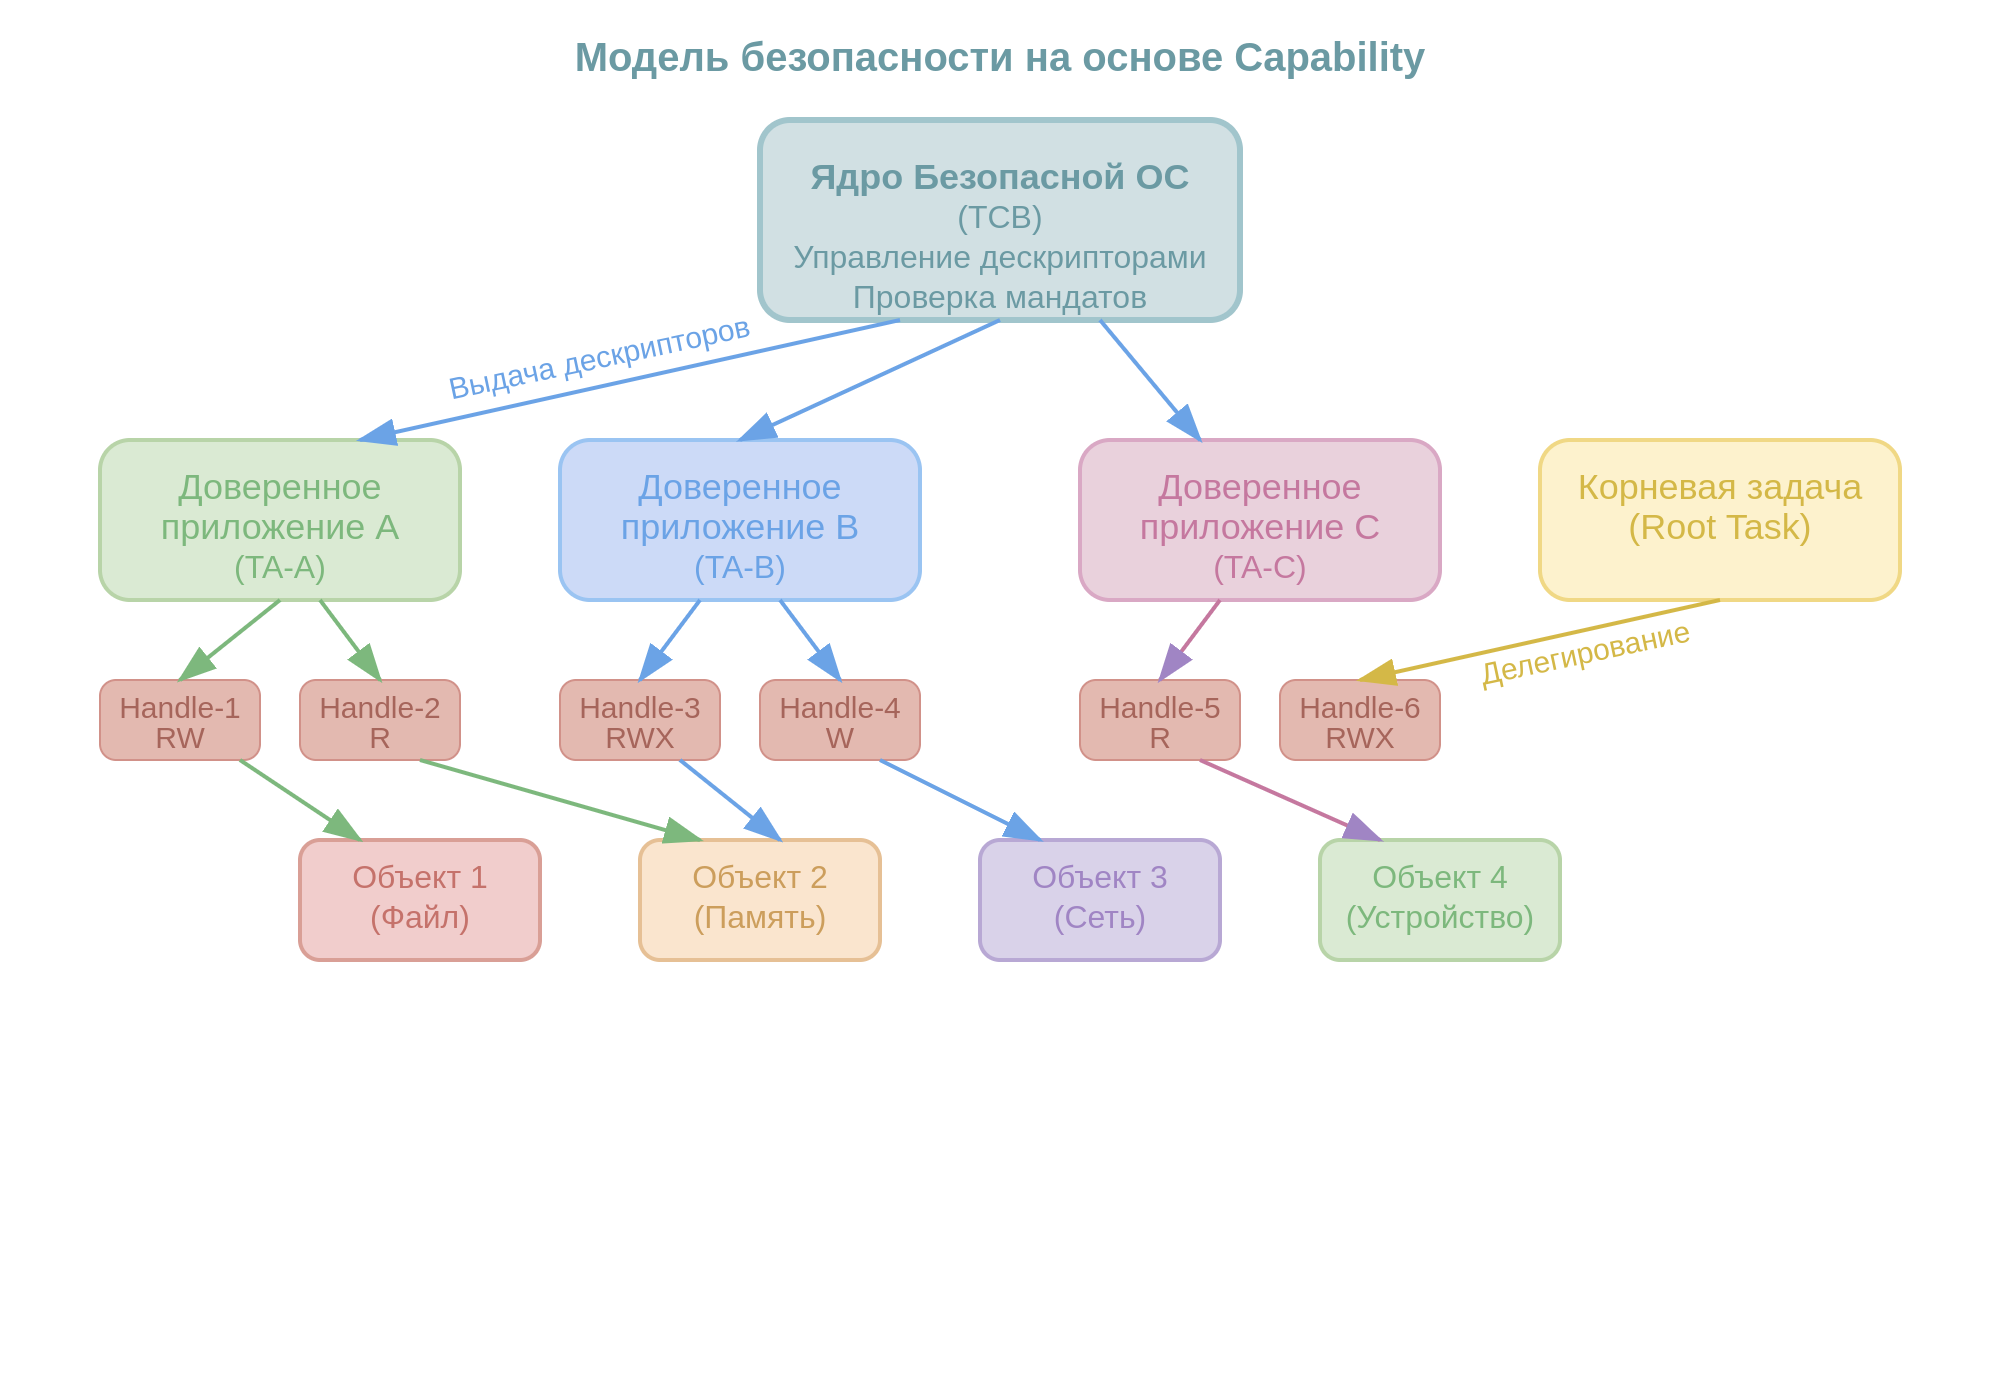 Модель безопасности на основе Capability
Ядро Безопасной ОС
(TCB)
Управление дескрипторами
Проверка мандатов
Выдача дескрипторов
Доверенное
приложение A
(TA-A)
Доверенное
приложение B
(TA-B)
Доверенное
приложение C
(TA-C)
Корневая задача
(Root Task)
Делегирование
Handle-1
RW
Handle-2
R
Handle-3
RWX
Handle-4
W
Handle-5
R
Handle-6
RWX
Объект 1
(Файл)
Объект 2
(Память)
Объект 3
(Сеть)
Объект 4
(Устройство)